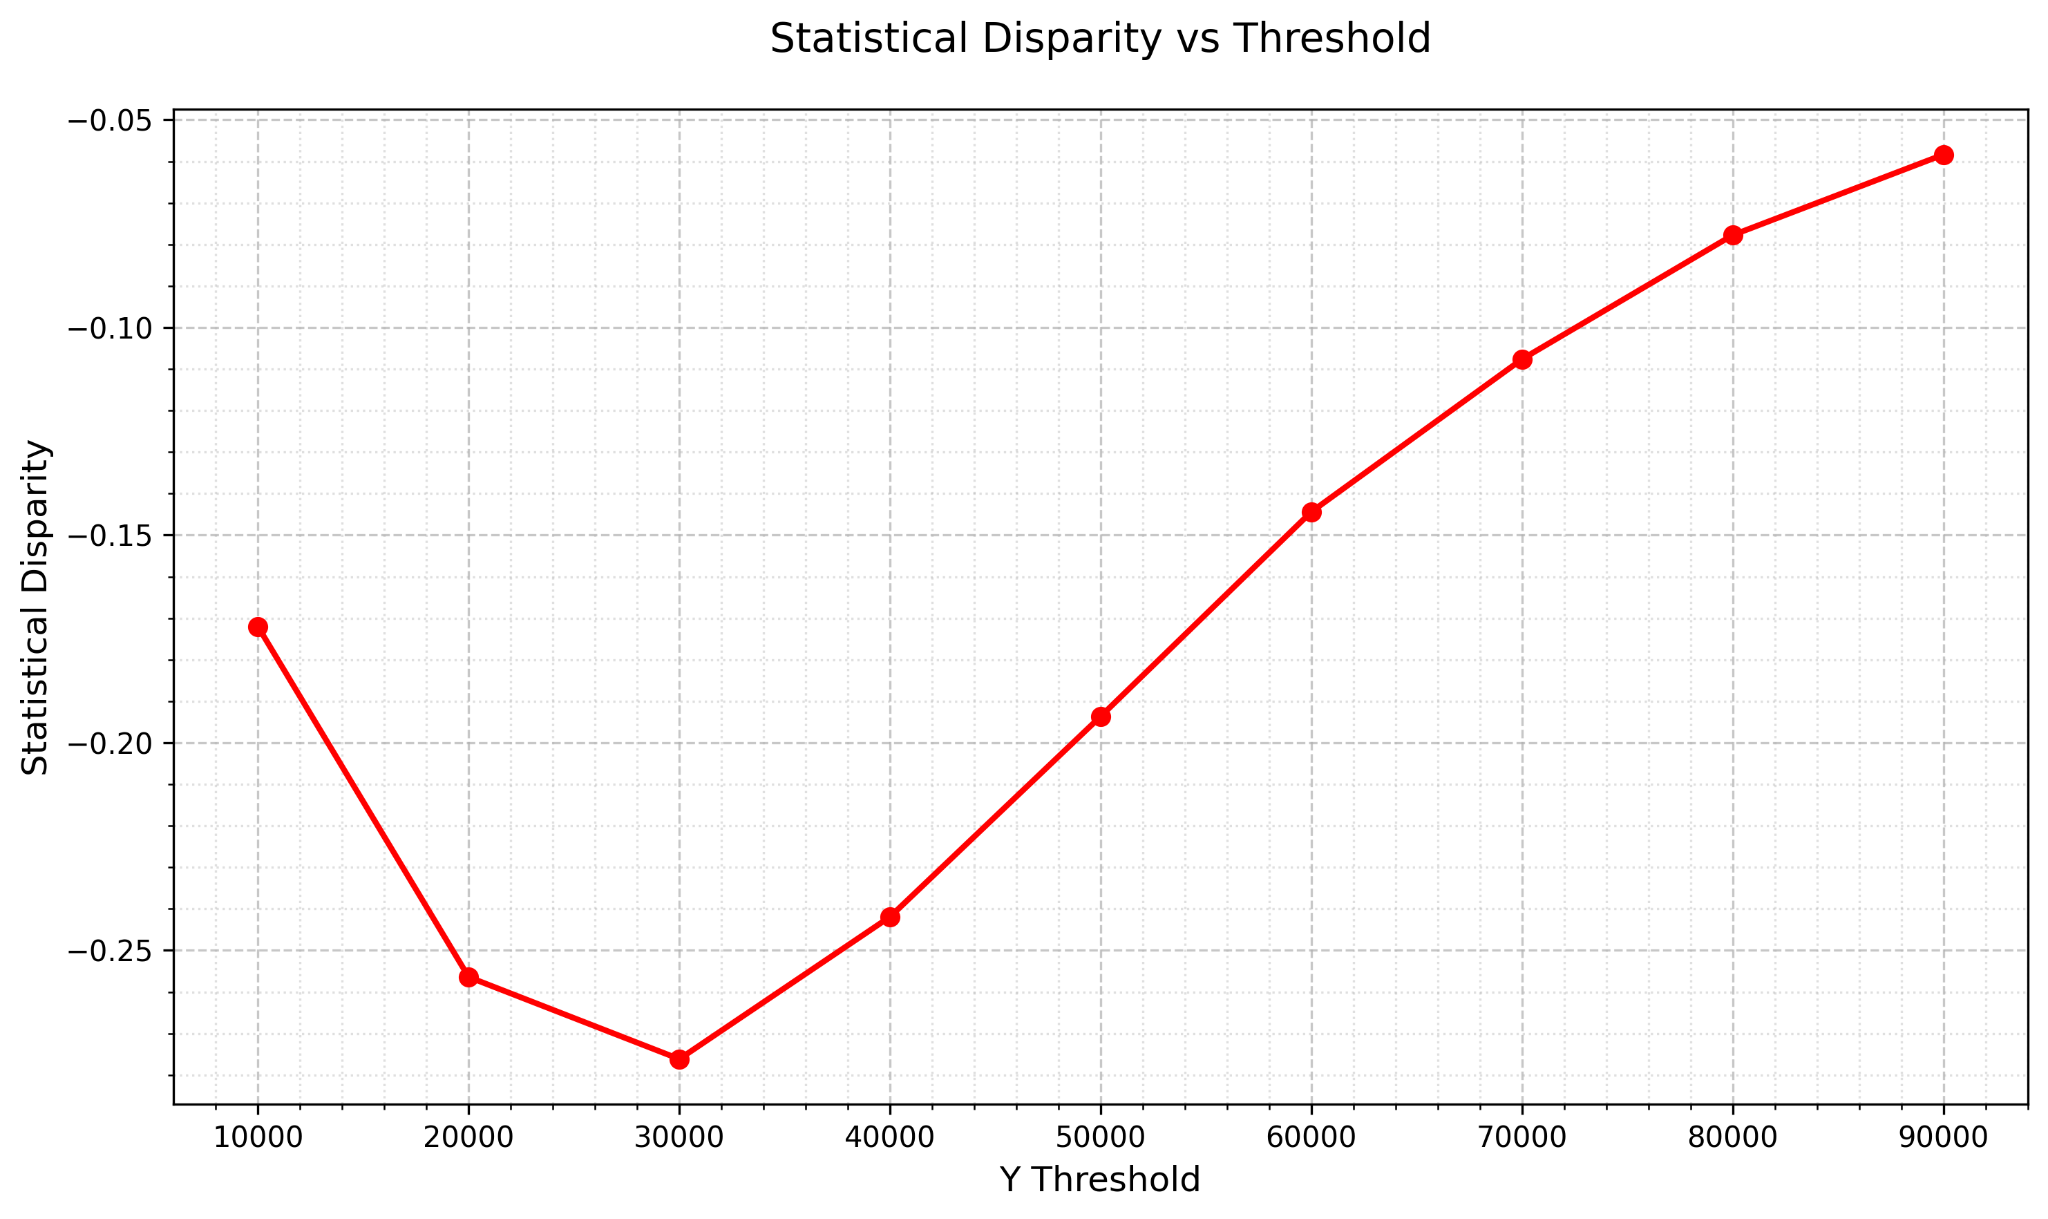 Statistical Disparity vs Threshold
−0.05
−0.10
−0.15
−0.20
−0.25
Statistical Disparity
10000 20000 30000 40000 50000 60000 70000 80000 90000
Y Threshold